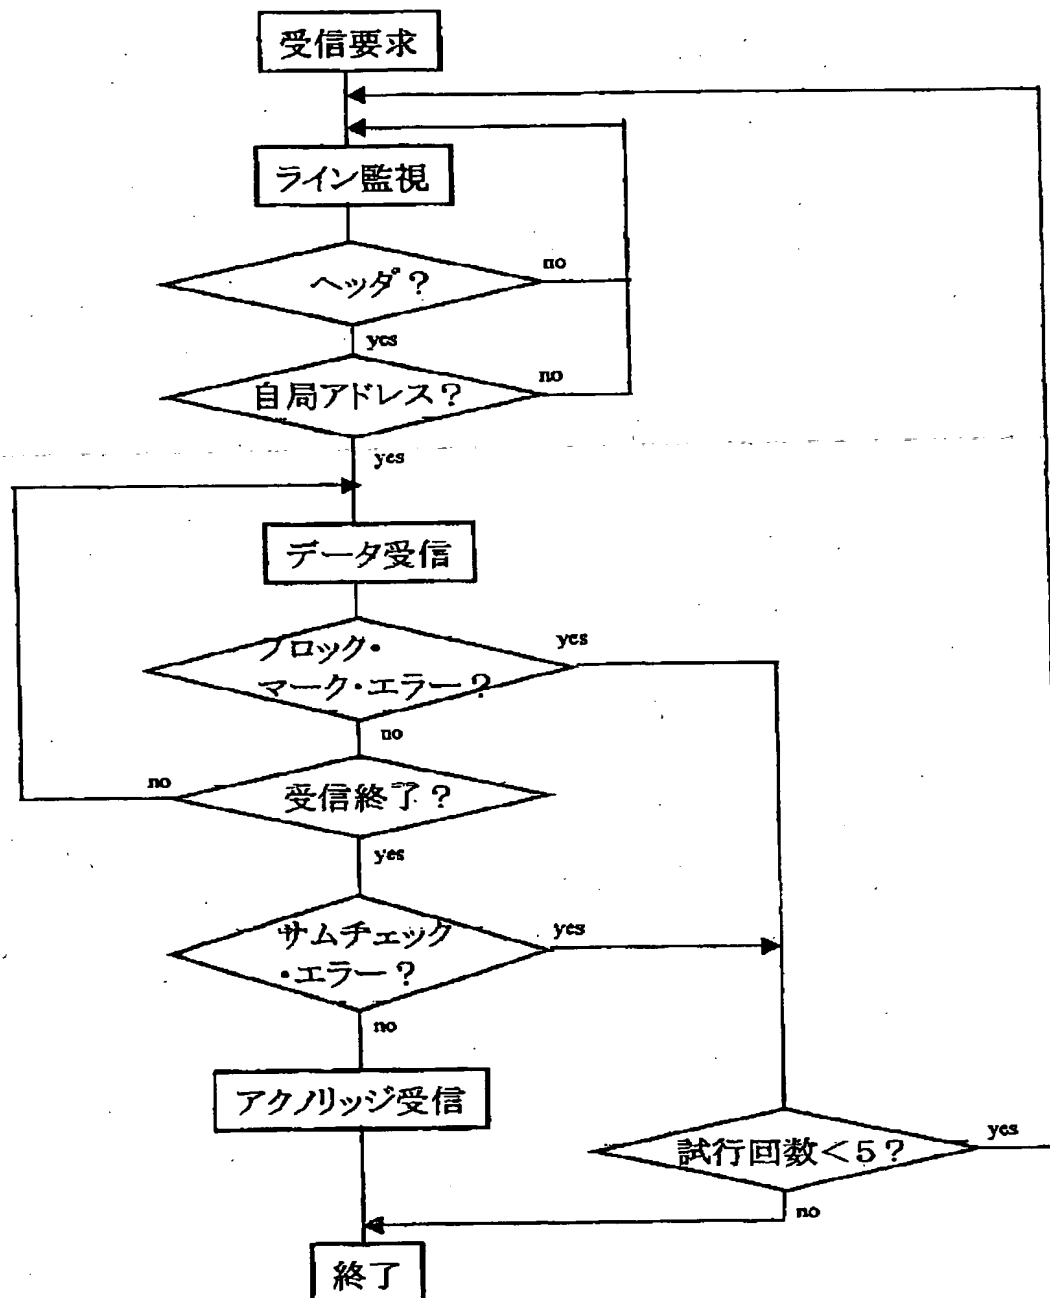 受信要求
ライン監視
ヘッダ？
no
yes
自局アドレス？
no
yes
データ受信
ブロック・
マーク・エラー？
yes
no
受信終了？
no
yes
サムチェック
・エラー？
yes
no
アクノリッジ受信
試行回数＜5？
yes
no
終了